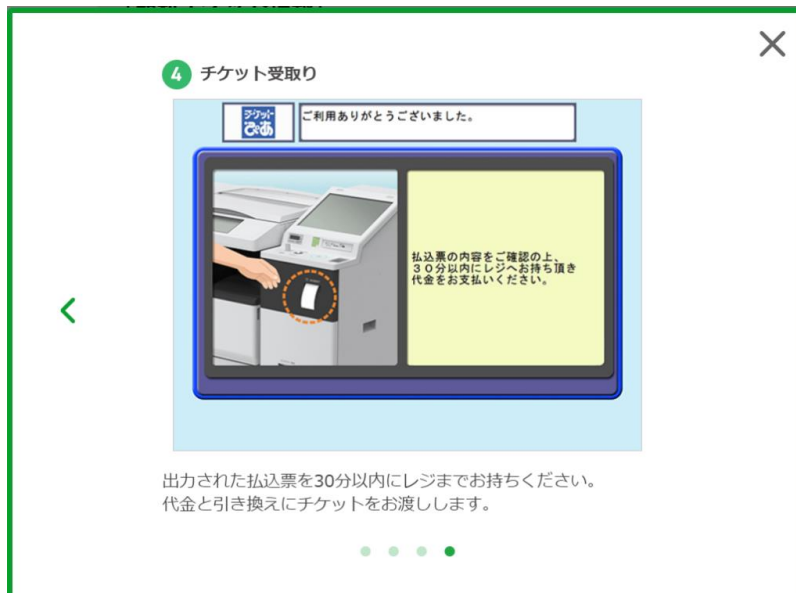 4 チケット受取り
チケット
ぴあ
ご利用ありがとうございました。
払込票の内容をご確認の上、
30分以内にレジへお持ち頂き
代金をお支払いください。
出力された払込票を30分以内にレジまでお持ちください。
代金と引き換えにチケットをお渡しします。